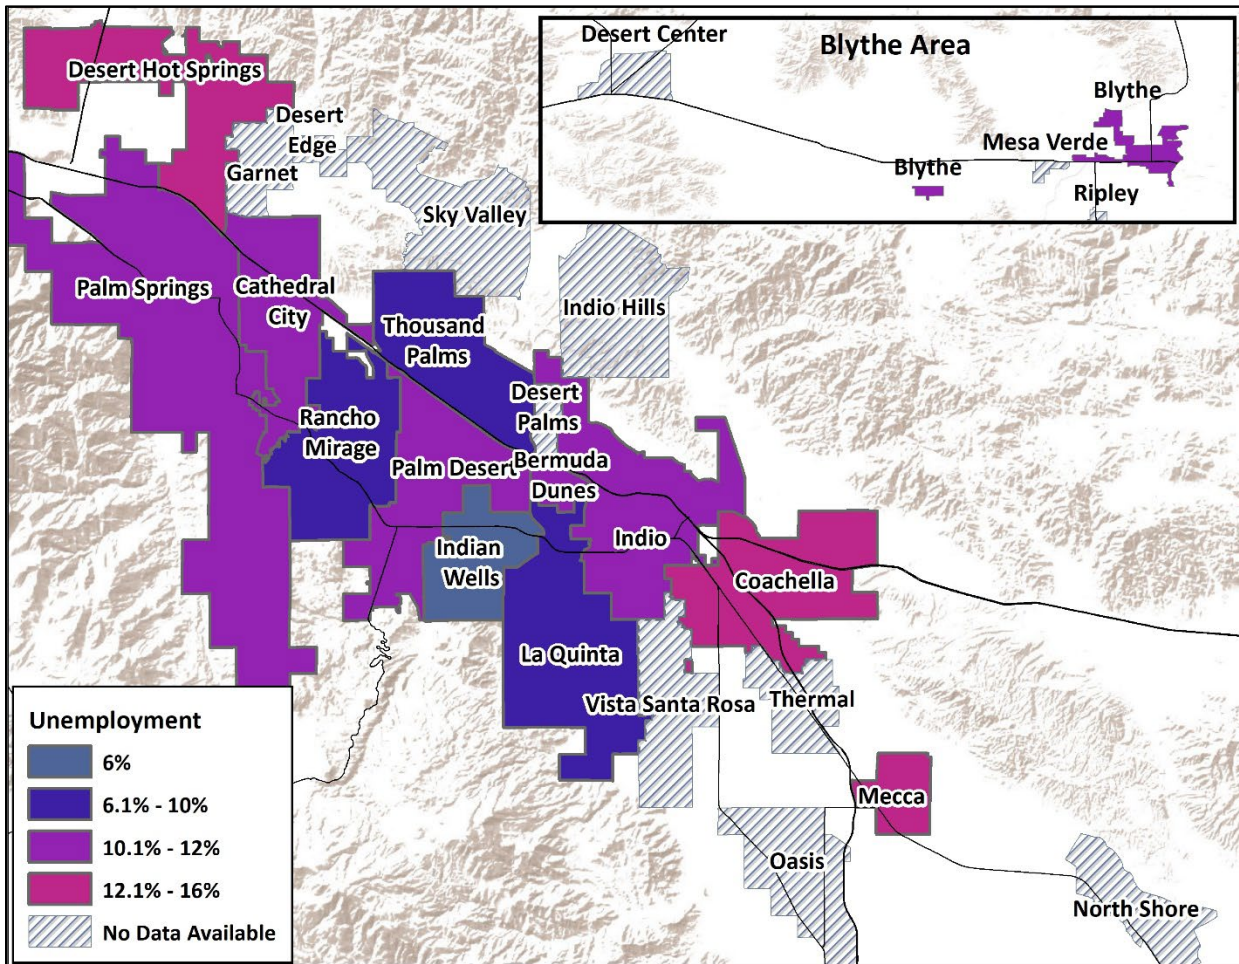 Desert Center
Blythe Area
Blythe
Mesa Verde
Blythe
Ripley
Desert Hot Springs
Desert
Edge
Garnet
Sky Valley
Palm Springs
Cathedral
City
Indio Hills
Thousand
Palms
Desert
Palms
Rancho
Mirage
Palm Desert
Bermuda
Dunes
Indian
Wells
Indio
Coachella
La Quinta
Vista Santa Rosa
Thermal
Mecca
Oasis
North Shore
Unemployment
6%
6.1% - 10%
10.1% - 12%
12.1% - 16%
No Data Available